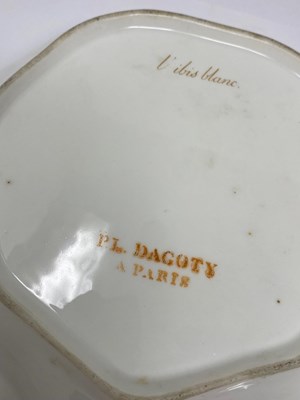 l'ibis blanc.
P.L. DAGOTY
A PARIS